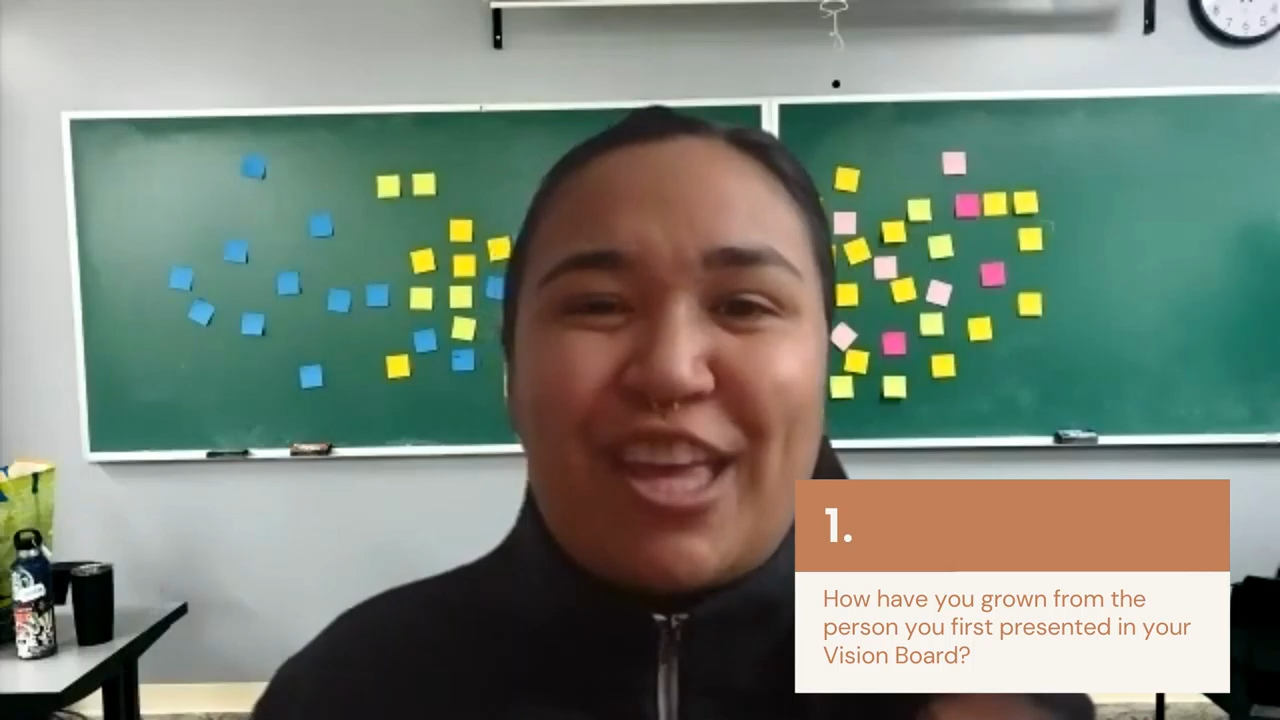 1.
How have you grown from the
person you first presented in your
Vision Board?